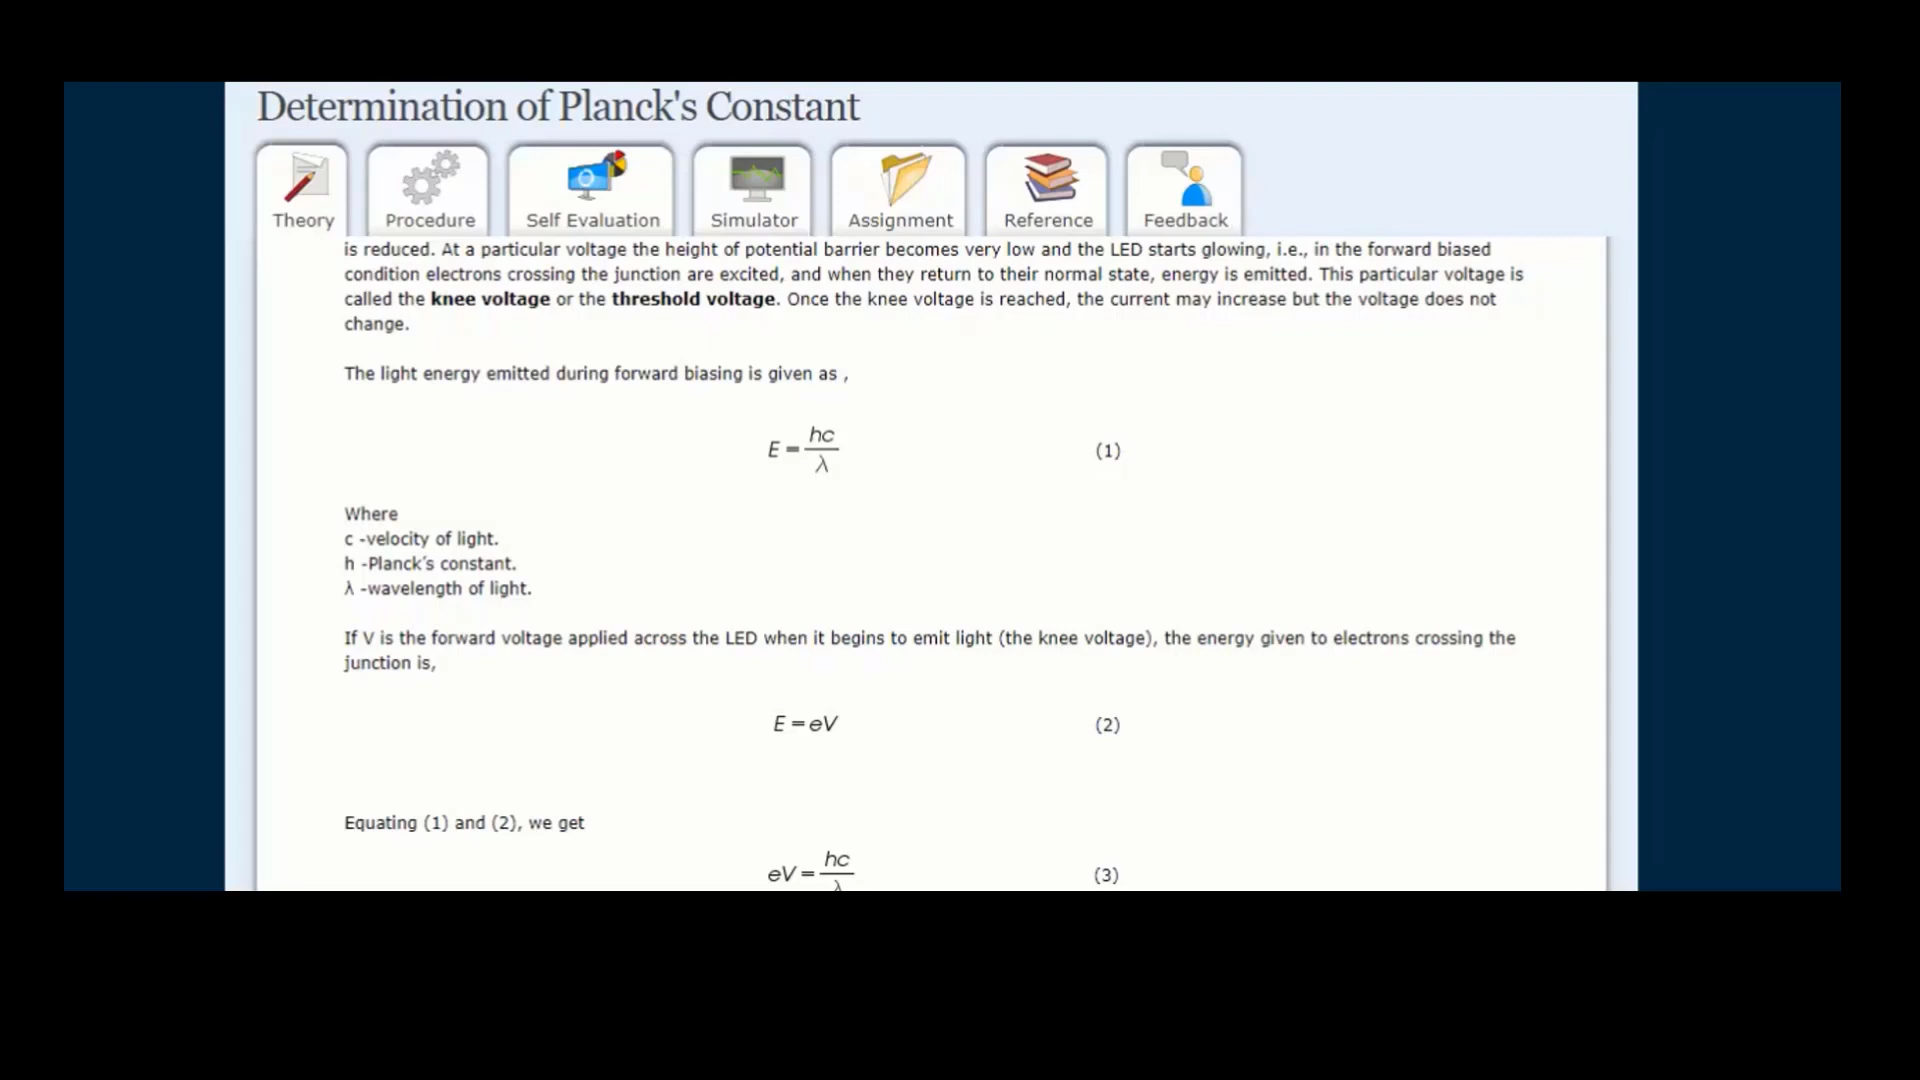 Determination of Planck's Constant
Theory
Procedure
Self Evaluation
Simulator
Assignment
Reference
Feedback
is reduced. At a particular voltage the height of potential barrier becomes very low and the LED starts glowing, i.e., in the forward biased
condition electrons crossing the junction are excited, and when they return to their normal state, energy is emitted. This particular voltage is
called the knee voltage or the threshold voltage. Once the knee voltage is reached, the current may increase but the voltage does not
change.
The light energy emitted during forward biasing is given as ,
E = hc/λ (1)
Where
c -velocity of light.
h -Planck's constant.
λ -wavelength of light.
If V is the forward voltage applied across the LED when it begins to emit light (the knee voltage), the energy given to electrons crossing the
junction is,
E = eV (2)
Equating (1) and (2), we get
eV = hc/λ (3)